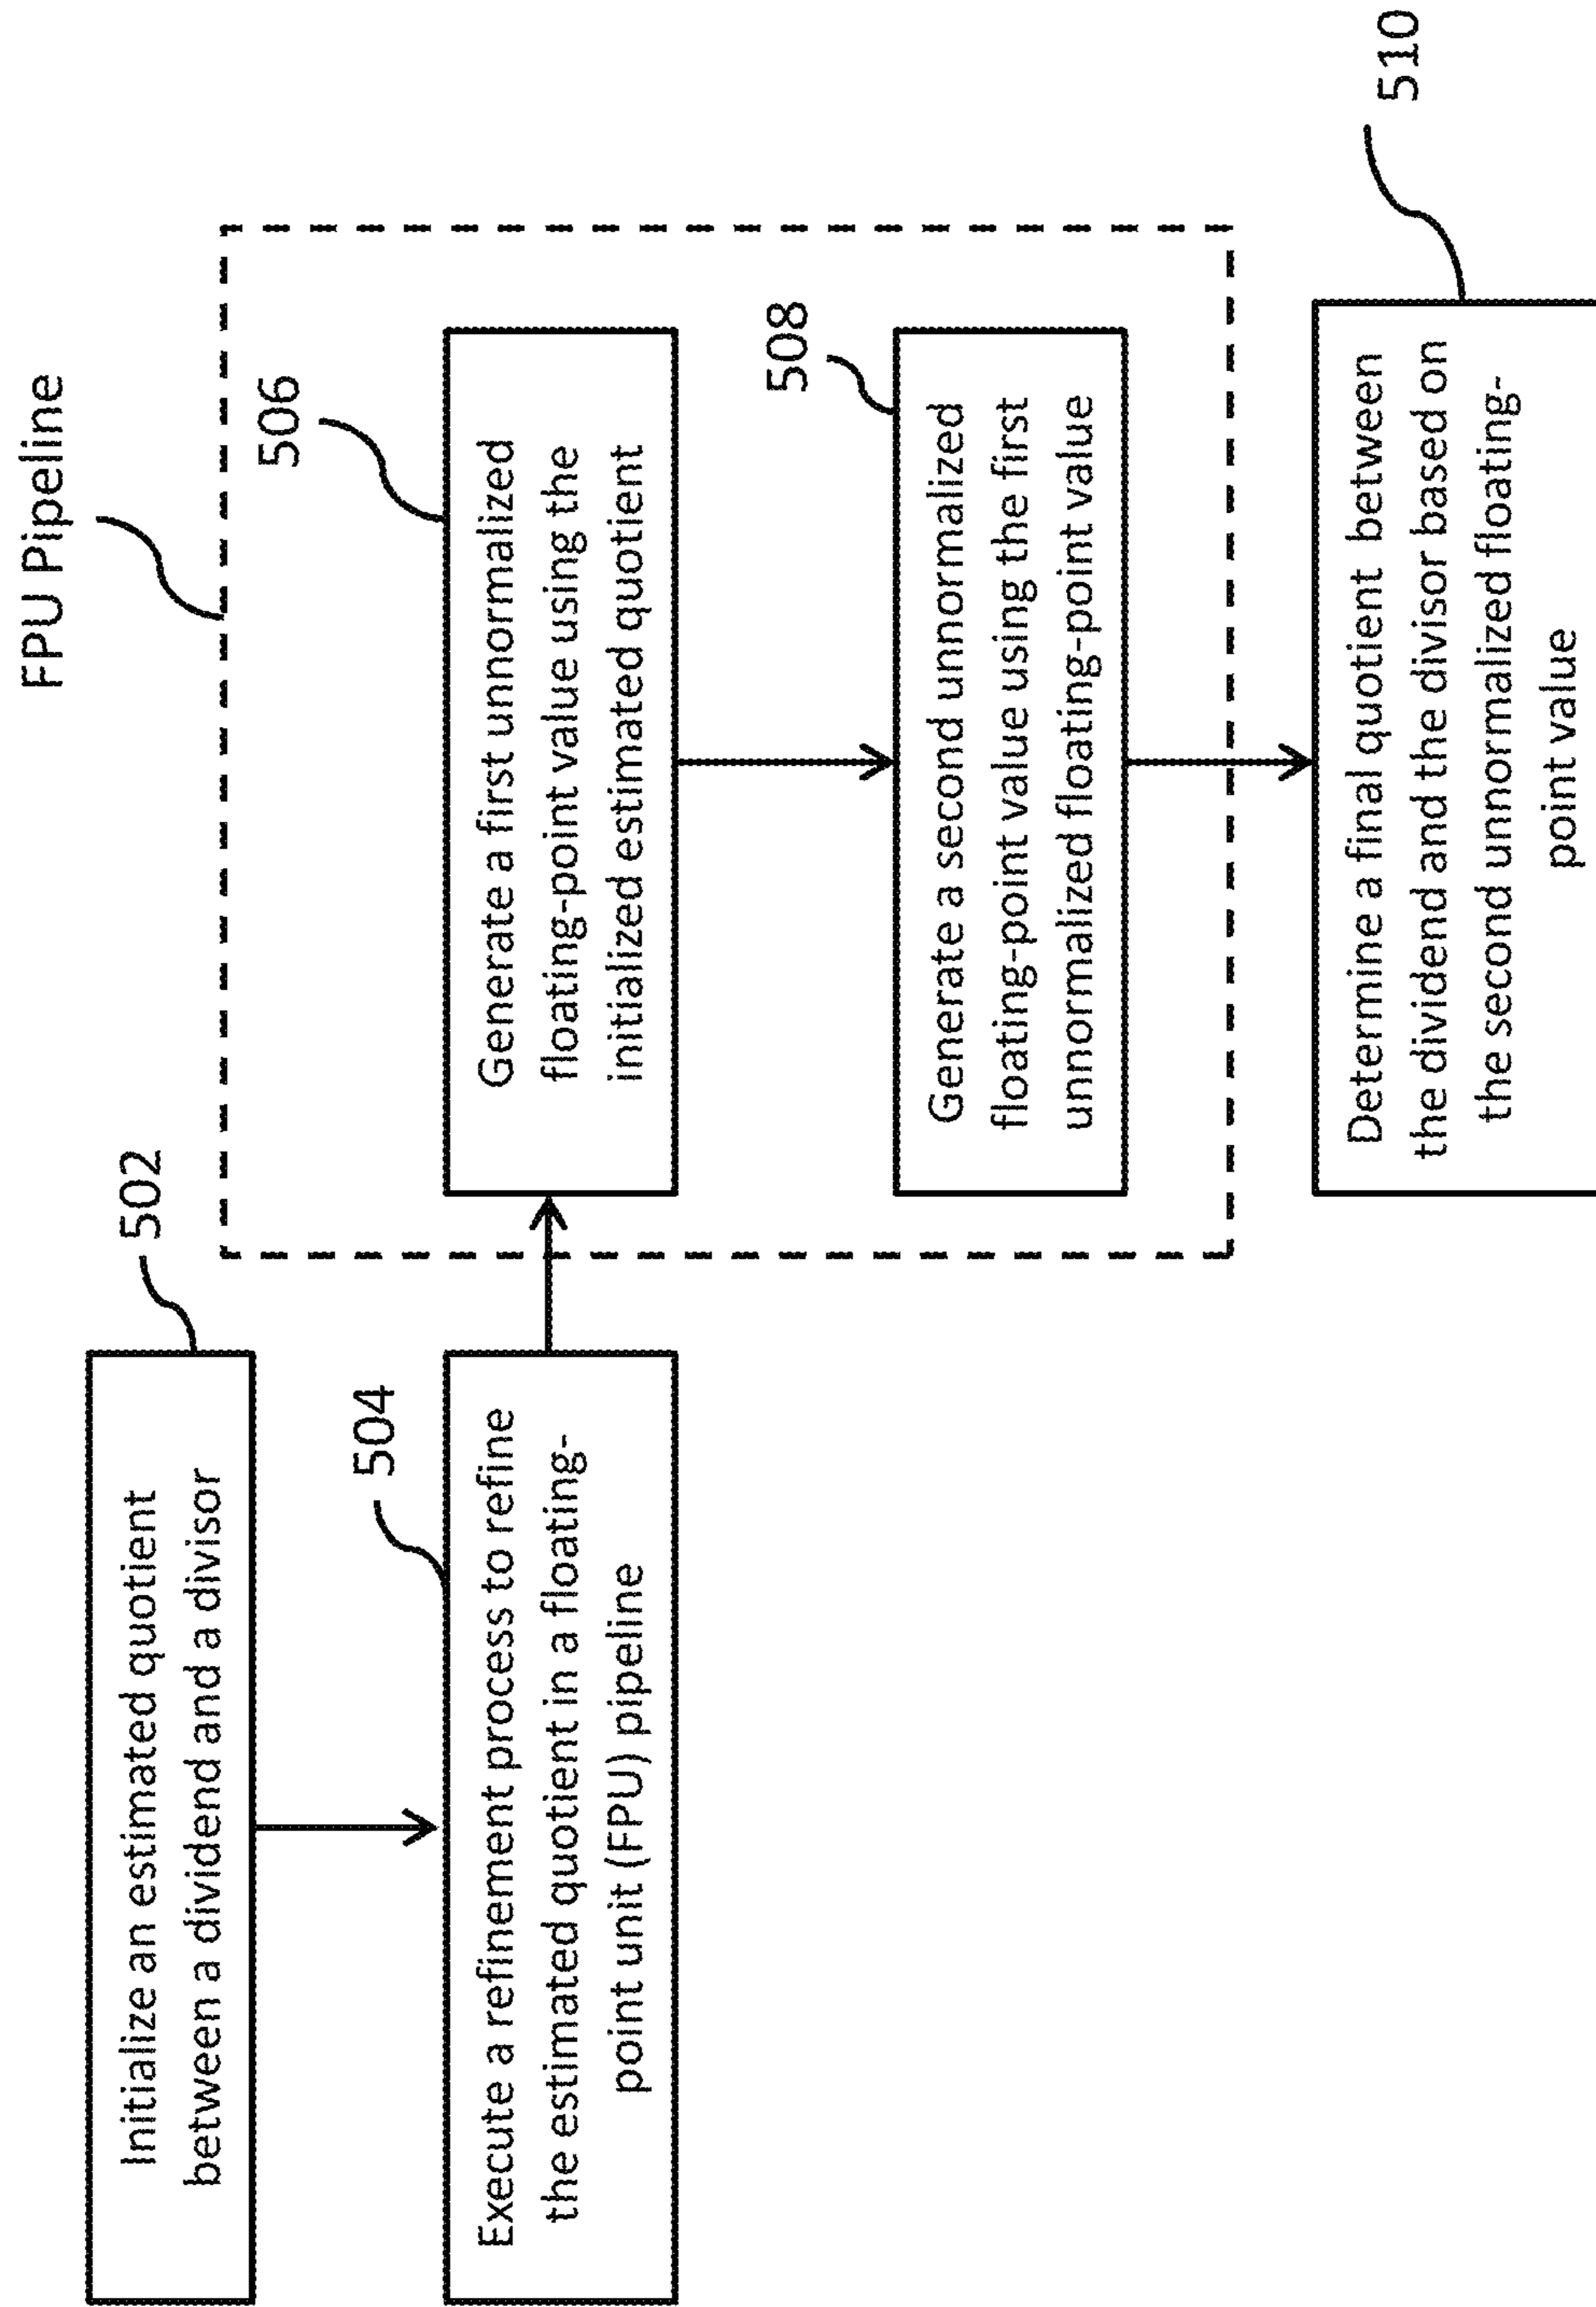 FPU Pipeline
502
Initialize an estimated quotient
between a dividend and a divisor
504
Execute a refinement process to refine
the estimated quotient in a floating-
point unit (FPU) pipeline
506
Generate a first unnormalized
floating-point value using the
initialized estimated quotient
508
Generate a second unnormalized
floating-point value using the first
unnormalized floating-point value
510
Determine a final quotient between
the dividend and the divisor based on
the second unnormalized floating-
point value